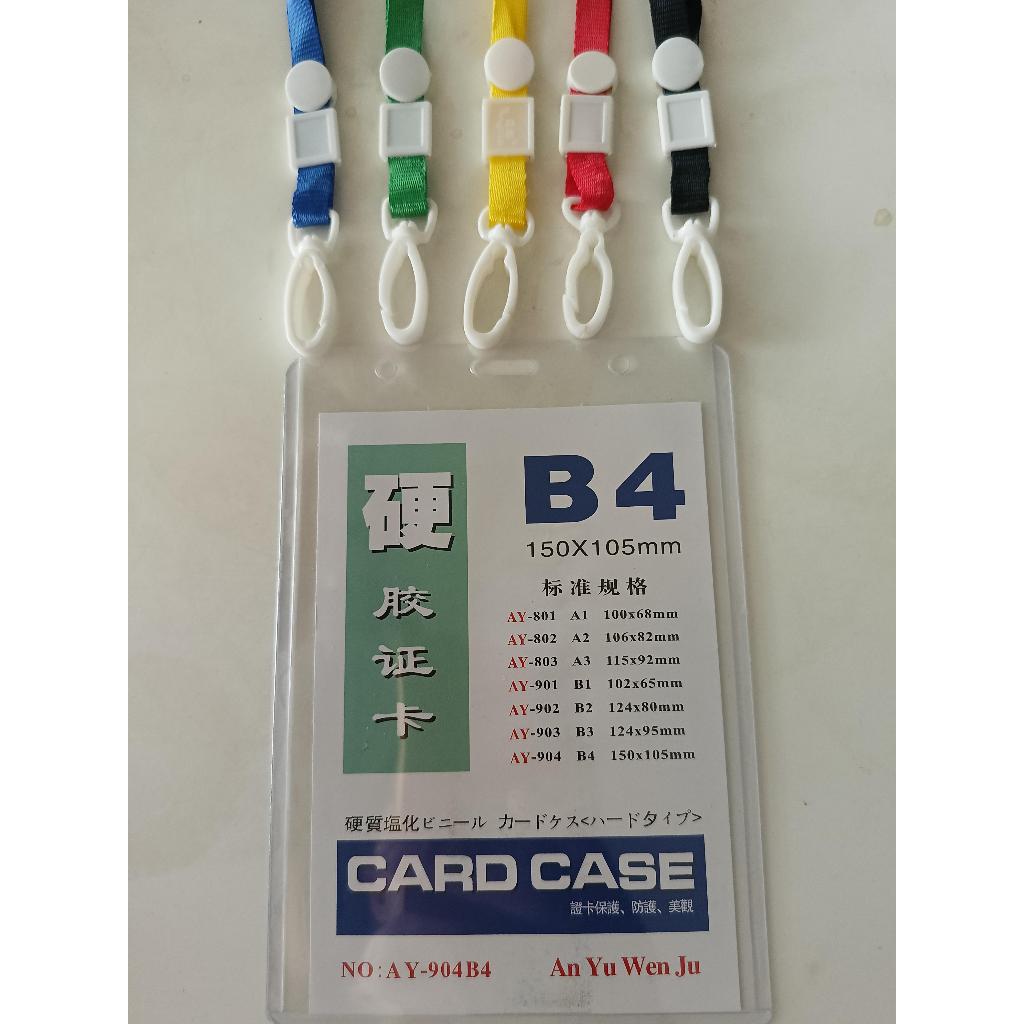 硬胶证卡
B4
150X105mm
标准规格
AY-801 A1 100x68mm
AY-802 A2 106x82mm
AY-803 A3 115x92mm
AY-901 B1 102x65mm
AY-902 B2 124x80mm
AY-903 B3 124x95mm
AY-904 B4 150x105mm
硬質塩化ビニール カードケス<ハードタイプ>
CARD CASE
證卡保護、防護、美觀
NO:AY-904B4 An Yu Wen Ju